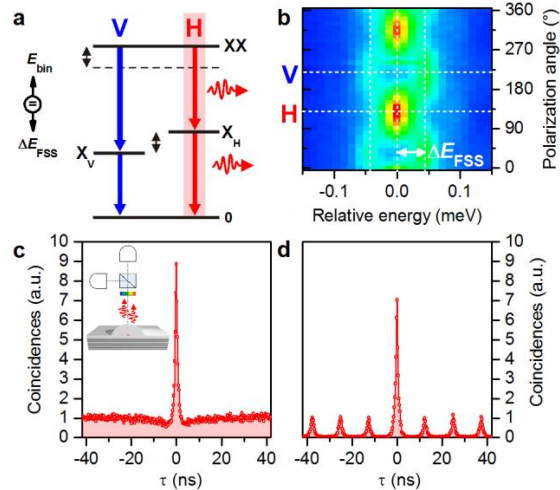 a
V
H
XX
E bin
ΔE FSS
X V
X H
0
b
V
H
360
270
180
90
0
Polarization angle (°)
ΔE FSS
-0.1
0.0
0.1
Relative energy (meV)
c
10
9
8
7
6
5
4
3
2
1
0
Coincidences (a.u.)
-40
-20
0
20
40
τ (ns)
d
10
9
8
7
6
5
4
3
2
1
0
Coincidences (a.u.)
-40
-20
0
20
40
τ (ns)